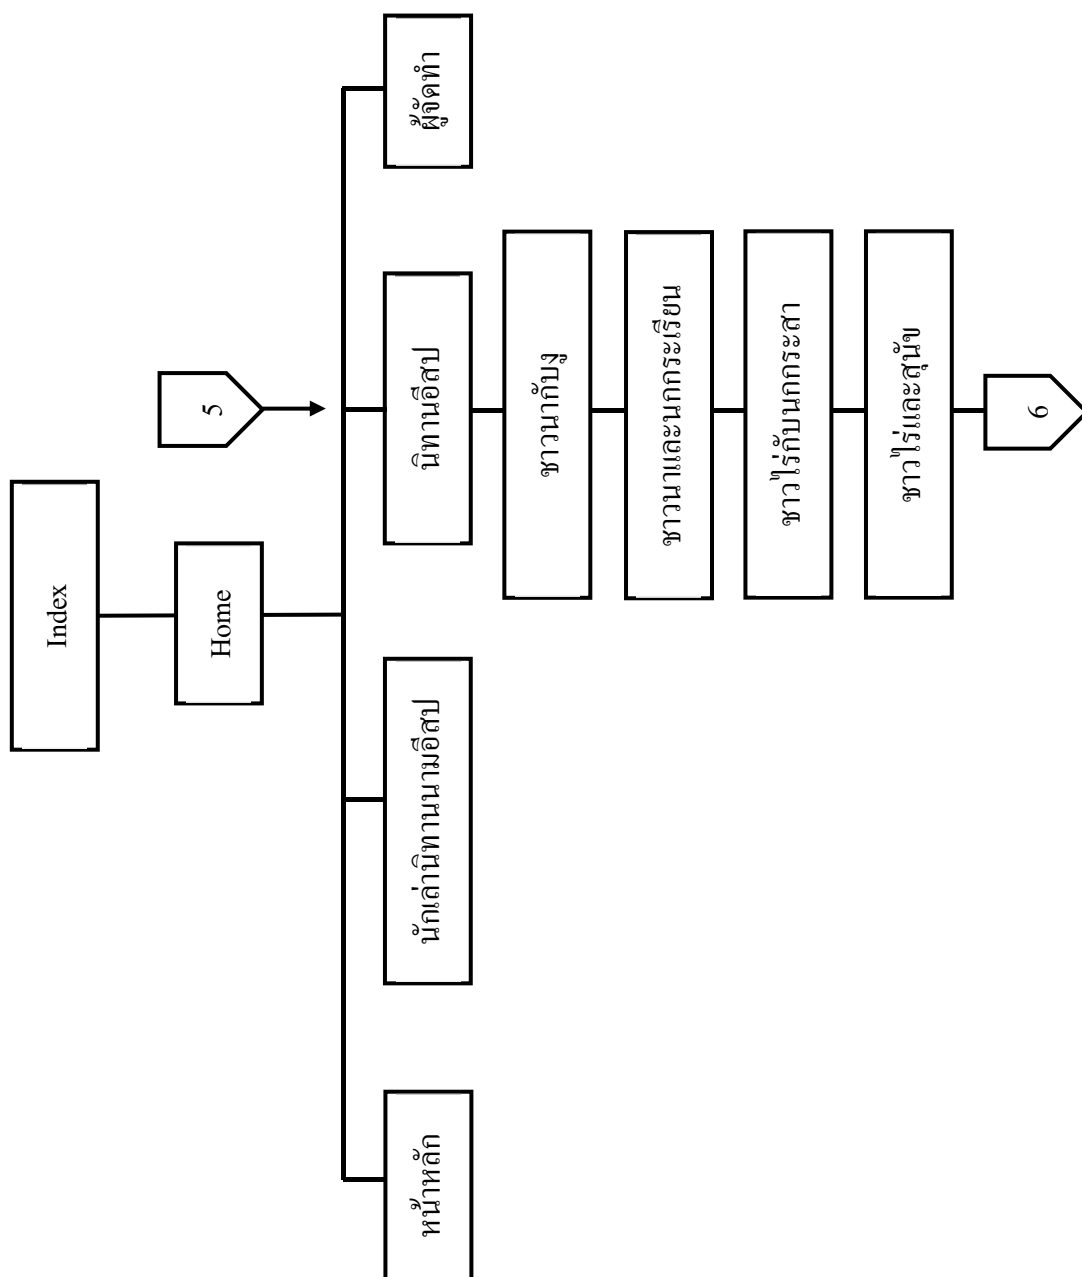 Index
Home
หน้าหลัก
นักเล่านิทานนามอีสป
5
นิทานอีสป
ผู้จัดทำ
ชาวนากับงู
ชาวนาและนกกระเรียน
ชาวไร่กับนกกระสา
ชาวไร่และสุนัข
6